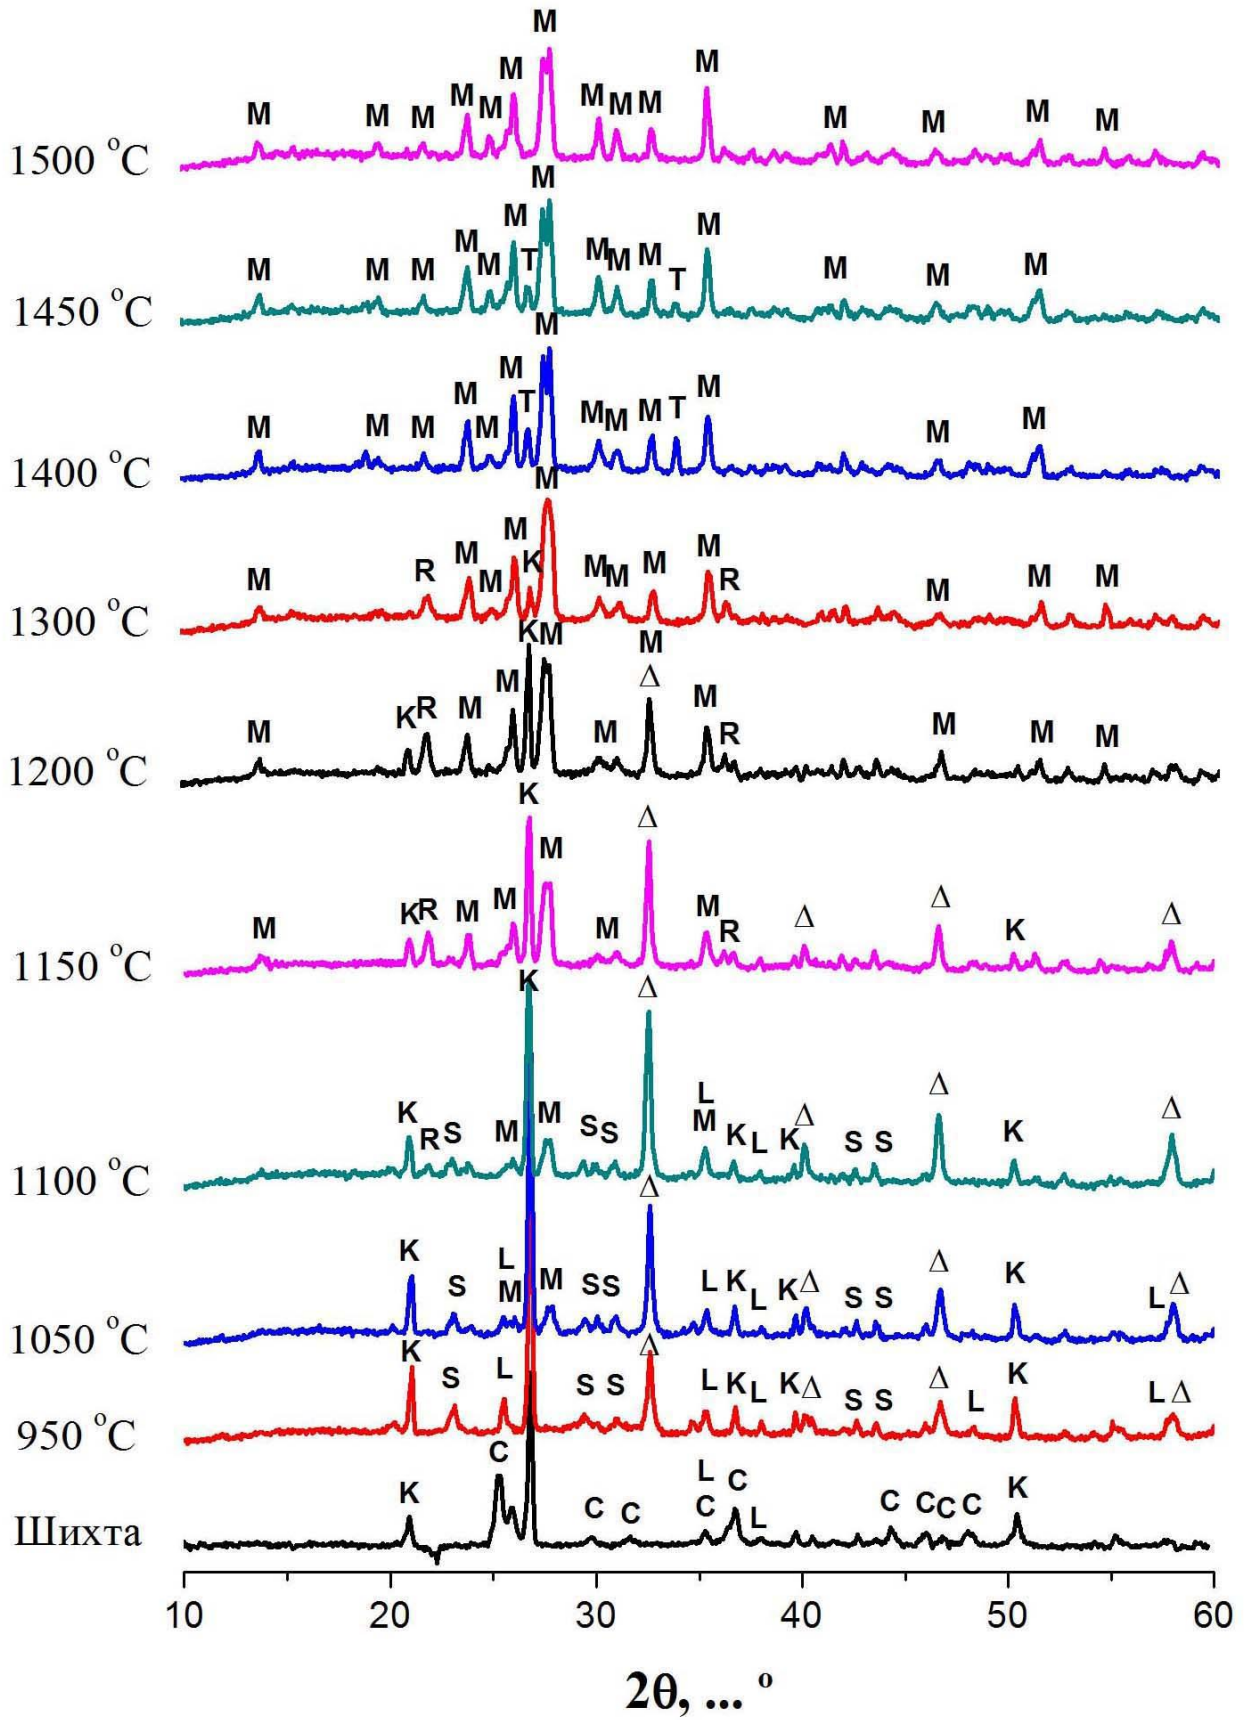 M
M M M M M M M M M M M M M M
1500 °C
M
M M M M M M T M M M T M M M M
1450 °C
M
M M M M M M T M M M T M M M
1400 °C
M
M R M M M K M M M M R M M M
1300 °C
K M M
Δ
M K R M M M M R M M M
1200 °C
K Δ
M
M K R M M M M R Δ Δ K Δ
1150 °C
K Δ
L
K R S M M S S M K L K Δ S S Δ K Δ
1100 °C
Δ
L
K S M M S S L K L K Δ S S Δ K L Δ
1050 °C
Δ
K S L S S L K L K Δ S S Δ L K L Δ
950 °C
L
K C C C C C L C C C C K
Шихта
10 20 30 40 50 60
2θ, ... °